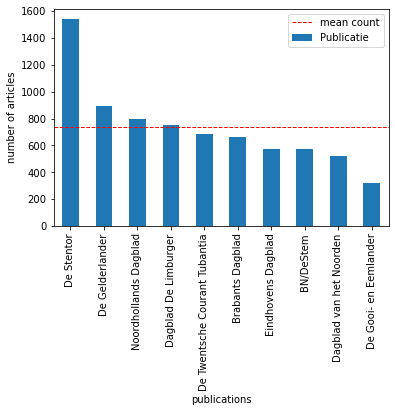 1600
1400
1200
1000
800
600
400
200
0
number of articles
mean count
Publicatie
De Stentor
De Gelderlander
Noordhollands Dagblad
Dagblad De Limburger
De Twentsche Courant Tubantia
Brabants Dagblad
Eindhovens Dagblad
BN/DeStem
Dagblad van het Noorden
De Gooi- en Eemlander
publications